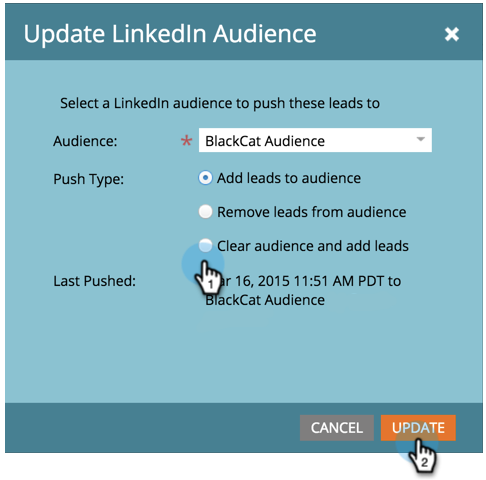 Update LinkedIn Audience
Select a LinkedIn audience to push these leads to
Audience: * BlackCat Audience
Push Type: Add leads to audience
Remove leads from audience
Clear audience and add leads
Last Pushed: ar 16, 2015 11:51 AM PDT to
BlackCat Audience
1
CANCEL UPDATE
2